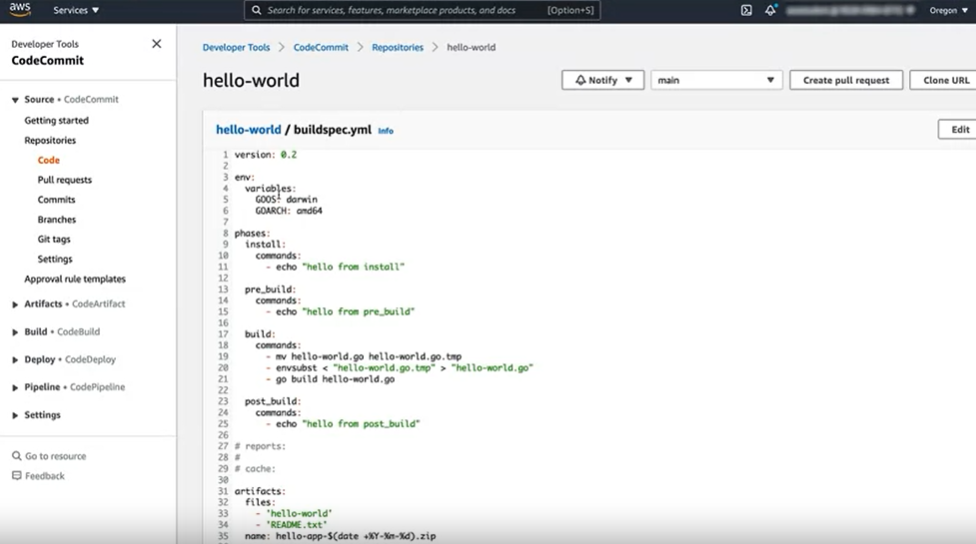 aws Services ▼ Search for services, features, marketplace products, and docs [Option+S] Oregon ▼
Developer Tools
CodeCommit
Source • CodeCommit
Getting started
Repositories
Code
Pull requests
Commits
Branches
Git tags
Settings
Approval rule templates
Artifacts • CodeArtifact
Build • CodeBuild
Deploy • CodeDeploy
Pipeline • CodePipeline
Settings
Go to resource
Feedback
Developer Tools > CodeCommit > Repositories > hello-world
hello-world
Notify ▼ main ▼ Create pull request Clone URL
hello-world / buildspec.yml Info
Edit
1 version: 0.2
2
3 env:
4 variables:
5 GOOS: darwin
6 GOARCH: amd64
7
8 phases:
9 install:
10 commands:
11 - echo "hello from install"
12
13 pre_build:
14 commands:
15 - echo "hello from pre_build"
16
17 build:
18 commands:
19 - mv hello-world.go hello-world.go.tmp
20 - envsubst < "hello-world.go.tmp" > "hello-world.go"
21 - go build hello-world.go
22
23 post_build:
24 commands:
25 - echo "hello from post_build"
26
27 # reports:
28 #
29 # cache:
30
31 artifacts:
32 files:
33 - 'hello-world'
34 - 'README.txt'
35 name: hello-app-$(date +%Y-%m-%d).zip